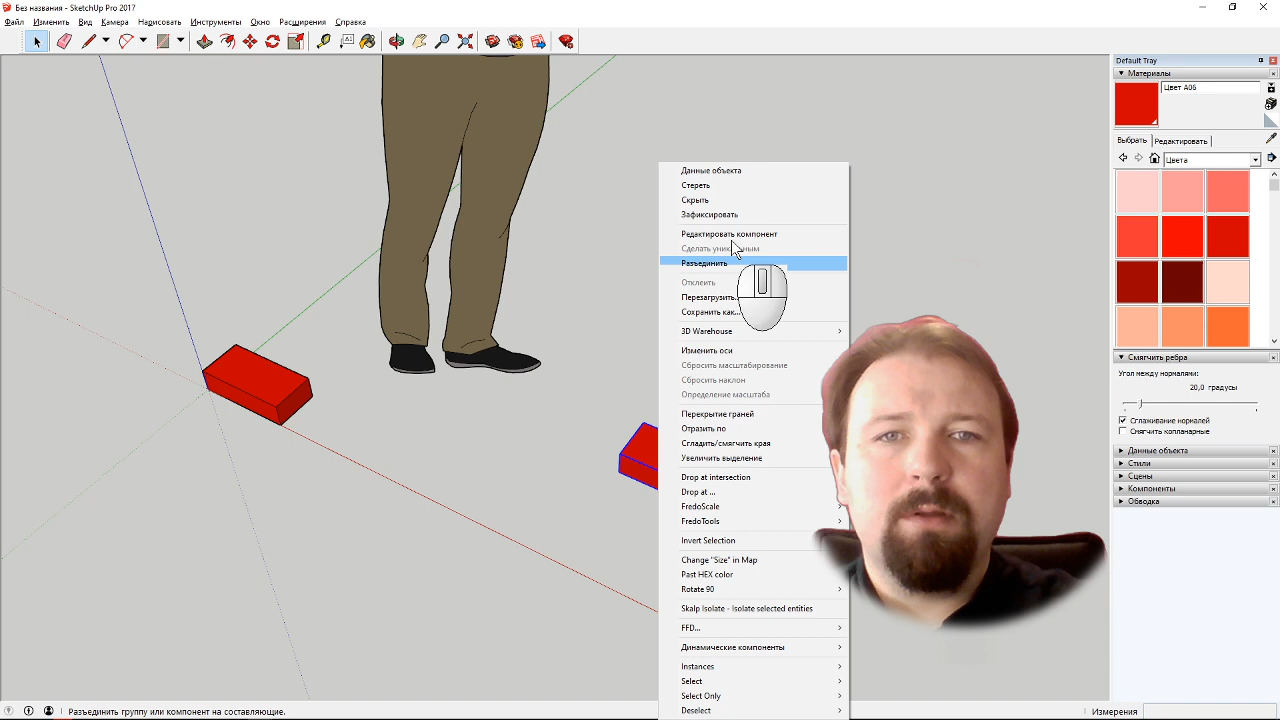 Без названия - SketchUp Pro 2017
Файл Изменить Вид Камера Нарисовать Инструменты Окно Расширения Справка
Default Tray
Материалы
Цвет А06
Выбрать Редактировать
Цвета
Данные объекта
Стереть
Скрыть
Зафиксировать
Редактировать компонент
Сделать уникальным
Разъединить
Отклеить
Перезагрузить...
Сохранить как...
3D Warehouse
Изменить оси
Сбросить масштабирование
Сбросить наклон
Определение масштаба
Перекрытие граней
Отразить по
Сгладить/смягчить края
Увеличить выделение
Drop at intersection
Drop at ...
FredoScale
FredoTools
Invert Selection
Change "Size" in Map
Past HEX color
Rotate 90
Skalp Isolate - Isolate selected entities
FFD...
Динамические компоненты
Instances
Select
Select Only
Deselect
Смягчить ребра
Угол между нормалями:
20,0 градусы
Сглаживание нормалей
Смягчить копланарные
Данные объекта
Стили
Сцены
Компоненты
Обводка
Разъединить группу или компонент на составляющие.
Измерения